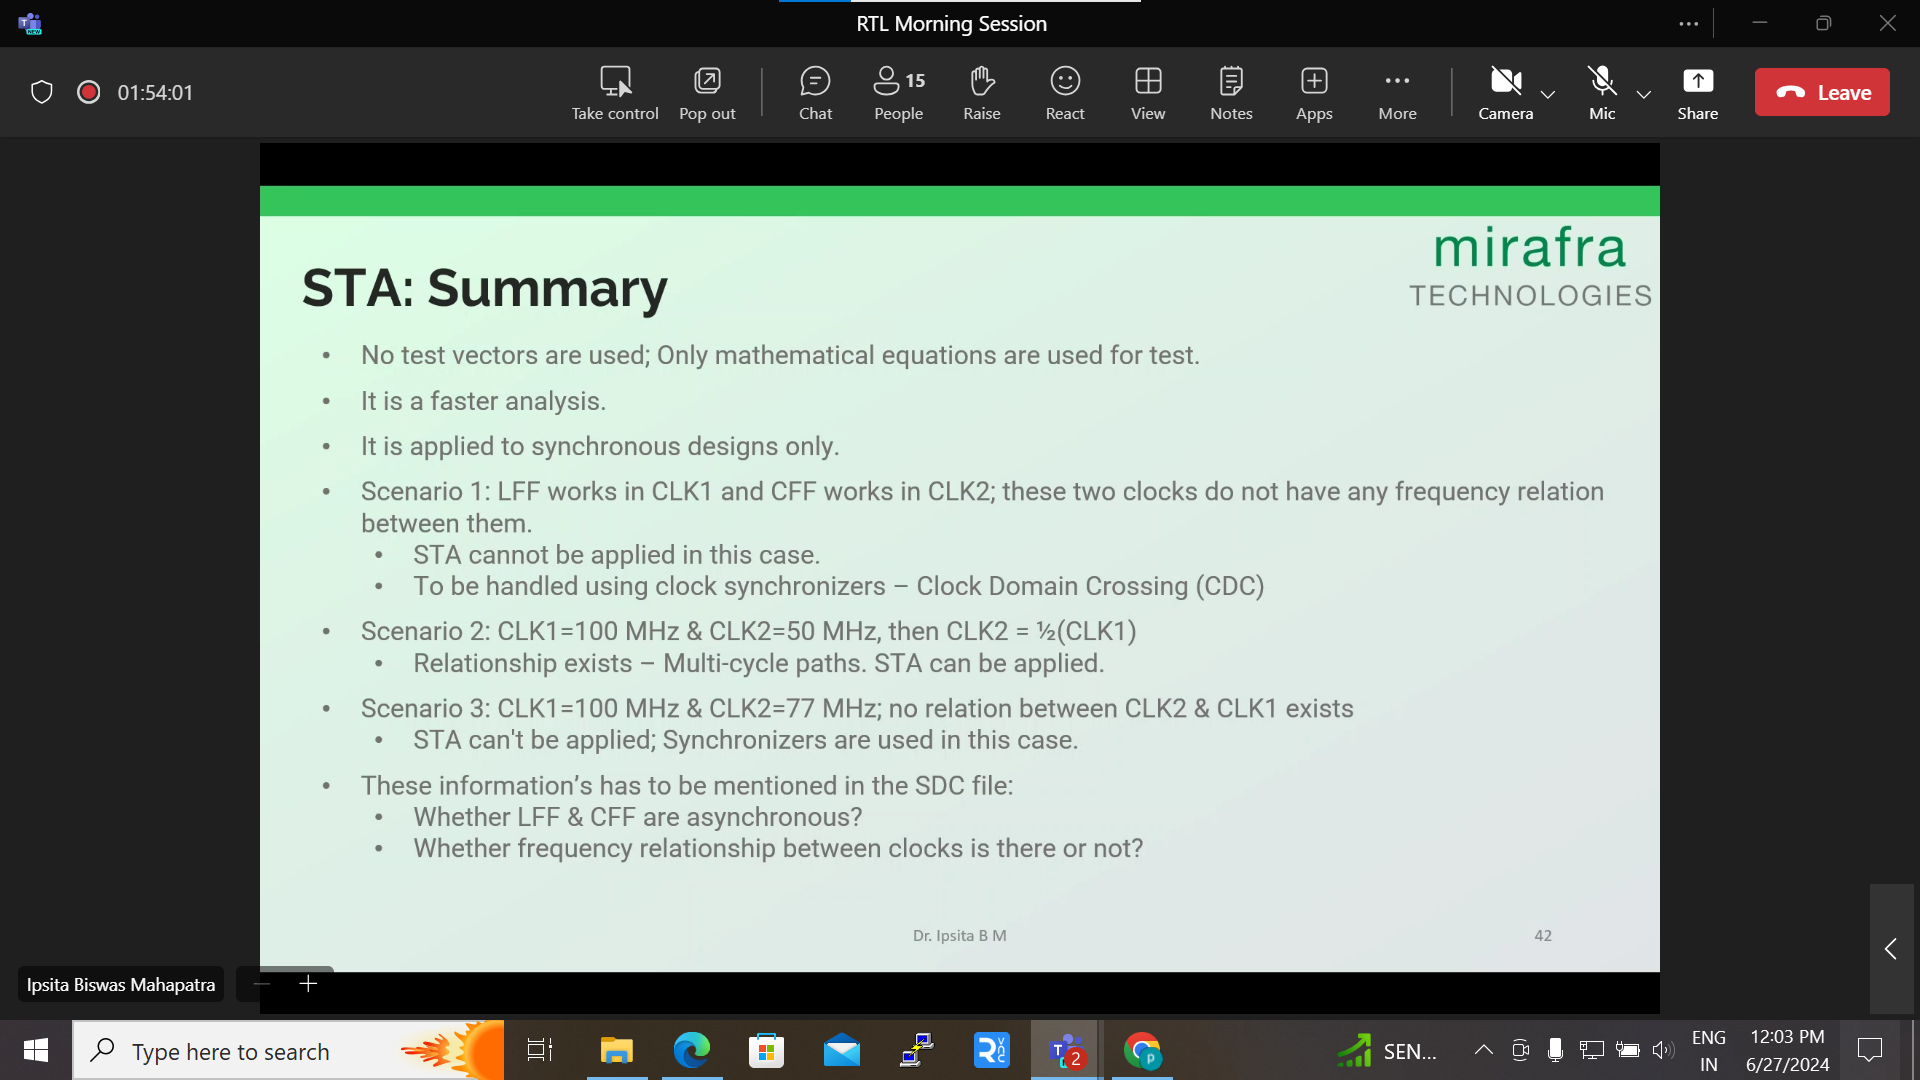 RTL Morning Session
01:54:01
Take control
Pop out
Chat
15
People
Raise
React
View
Notes
Apps
More
Camera
Mic
Share
Leave
mirafra
TECHNOLOGIES
STA: Summary
• No test vectors are used; Only mathematical equations are used for test.
• It is a faster analysis.
• It is applied to synchronous designs only.
• Scenario 1: LFF works in CLK1 and CFF works in CLK2; these two clocks do not have any frequency relation
between them.
• STA cannot be applied in this case.
• To be handled using clock synchronizers – Clock Domain Crossing (CDC)
• Scenario 2: CLK1=100 MHz & CLK2=50 MHz, then CLK2 = ½(CLK1)
• Relationship exists – Multi-cycle paths. STA can be applied.
• Scenario 3: CLK1=100 MHz & CLK2=77 MHz; no relation between CLK2 & CLK1 exists
• STA can't be applied; Synchronizers are used in this case.
• These information’s has to be mentioned in the SDC file:
• Whether LFF & CFF are asynchronous?
• Whether frequency relationship between clocks is there or not?
Dr. Ipsita B M
42
Ipsita Biswas Mahapatra
Type here to search
2
SEN...
ENG
IN
12:03 PM
6/27/2024